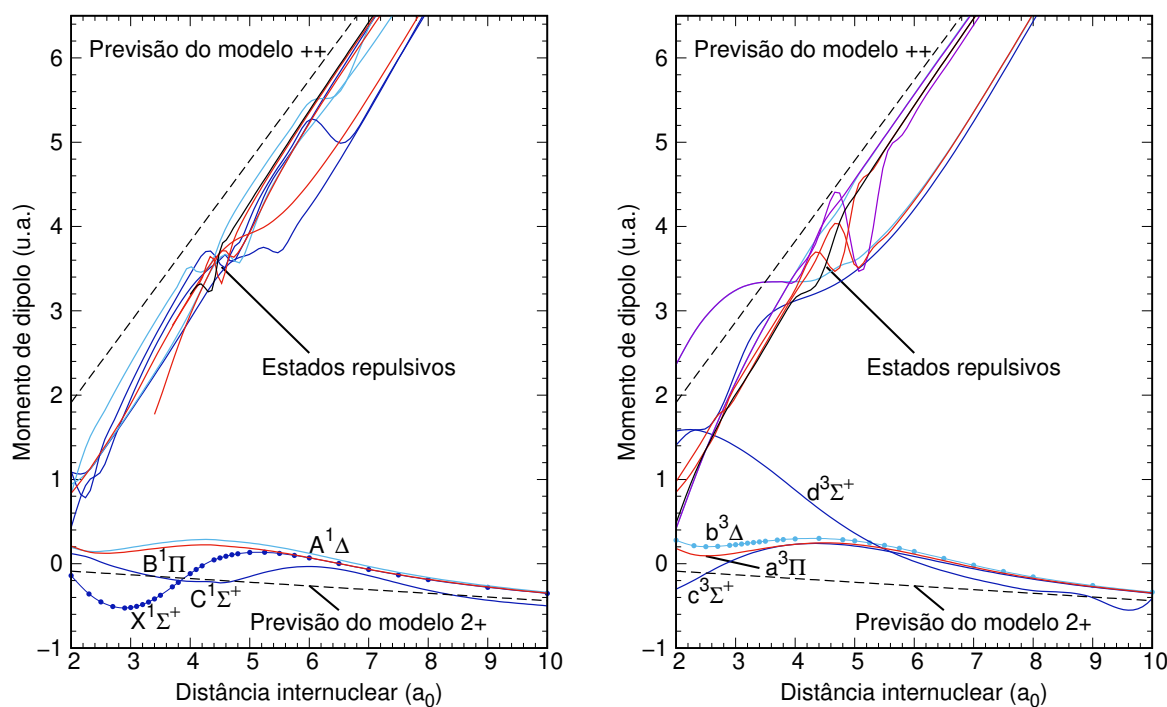 Previsão do modelo ++
Estados repulsivos
A¹Δ
B¹Π
C¹Σ⁺
X¹Σ⁺
Previsão do modelo 2+
Momento de dipolo (u.a.)
6
5
4
3
2
1
0
−1
2 3 4 5 6 7 8 9 10
Distância internuclear (a₀)
Previsão do modelo ++
Estados repulsivos
d³Σ⁺
b³Δ
a³Π
c³Σ⁺
Previsão do modelo 2+
Momento de dipolo (u.a.)
6
5
4
3
2
1
0
−1
2 3 4 5 6 7 8 9 10
Distância internuclear (a₀)